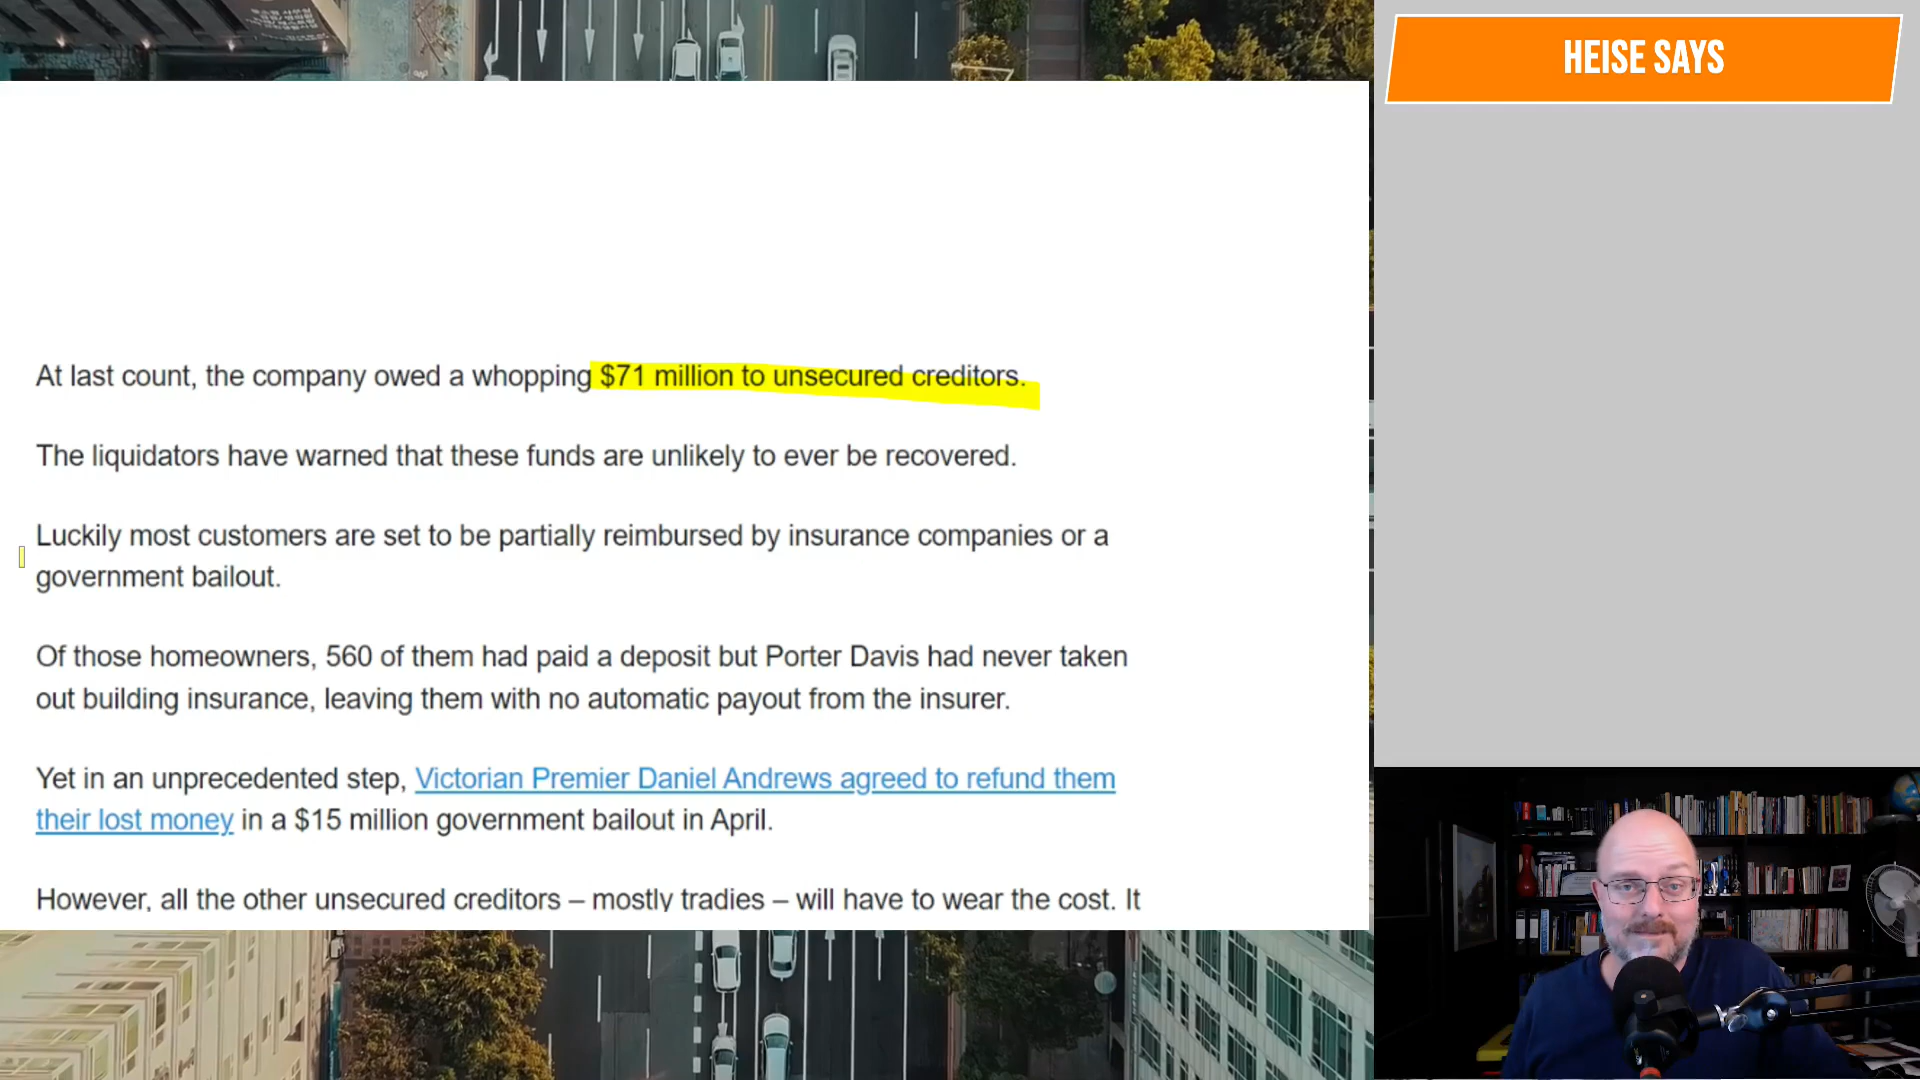 HEISE SAYS
At last count, the company owed a whopping $71 million to unsecured creditors.
The liquidators have warned that these funds are unlikely to ever be recovered.
Luckily most customers are set to be partially reimbursed by insurance companies or a
government bailout.
Of those homeowners, 560 of them had paid a deposit but Porter Davis had never taken
out building insurance, leaving them with no automatic payout from the insurer.
Yet in an unprecedented step, Victorian Premier Daniel Andrews agreed to refund them
their lost money in a $15 million government bailout in April.
However, all the other unsecured creditors – mostly tradies – will have to wear the cost. It